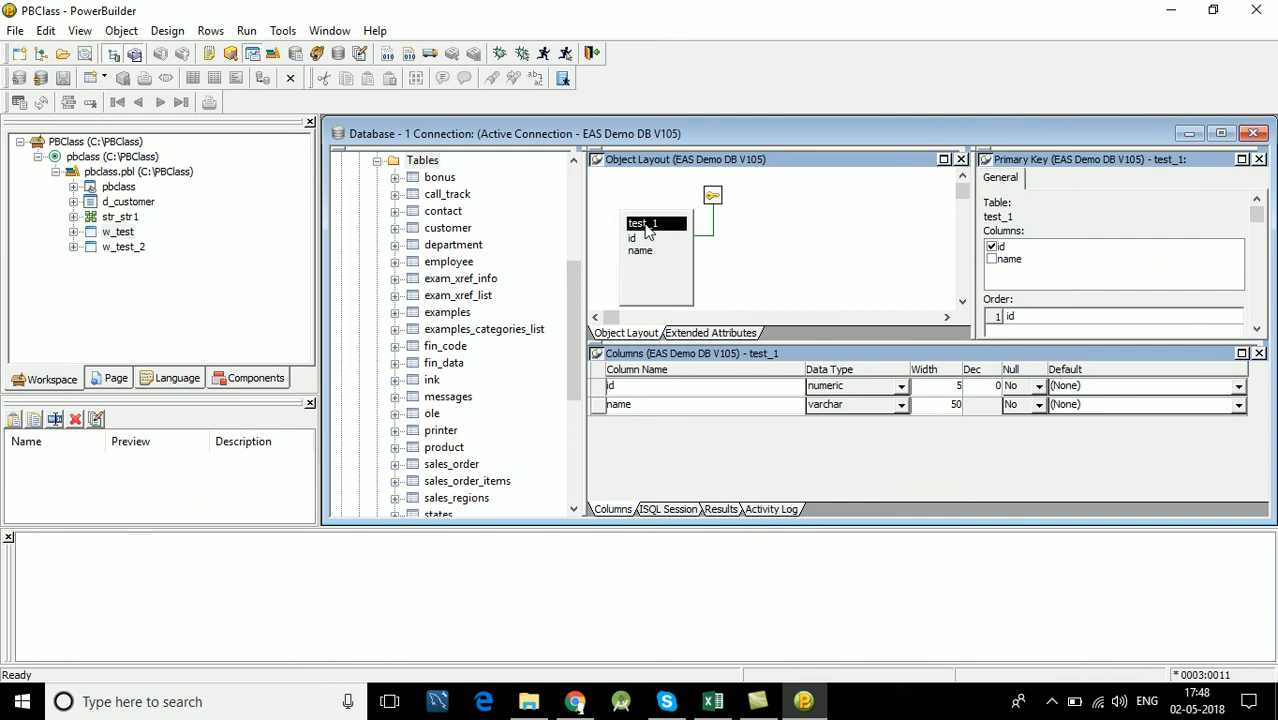 PBClass - PowerBuilder
File Edit View Object Design Rows Run Tools Window Help
PBClass (C:\PBClass)
pbclass (C:\PBClass)
pbclass.pbl (C:\PBClass)
pbclass
d_customer
str_str1
w_test
w_test_2
Workspace Page Language Components
Name Preview Description
Database - 1 Connection: (Active Connection - EAS Demo DB V105)
Tables
bonus
call_track
contact
customer
department
employee
exam_xref_info
exam_xref_list
examples
examples_categories_list
fin_code
fin_data
ink
messages
ole
printer
product
sales_order
sales_order_items
sales_regions
states
Object Layout (EAS Demo DB V105)
test_1
id
name
Object Layout Extended Attributes
Primary Key (EAS Demo DB V105) - test_1:
General
Table:
test_1
Columns:
id
name
Order:
1 id
Columns (EAS Demo DB V105) - test_1
Column Name Data Type Width Dec Null Default
id numeric 5 0 No (None)
name varchar 50 No (None)
Columns ISQL Session Results Activity Log
Ready
* 0003:0011
Type here to search
ENG
17:48
02-05-2018